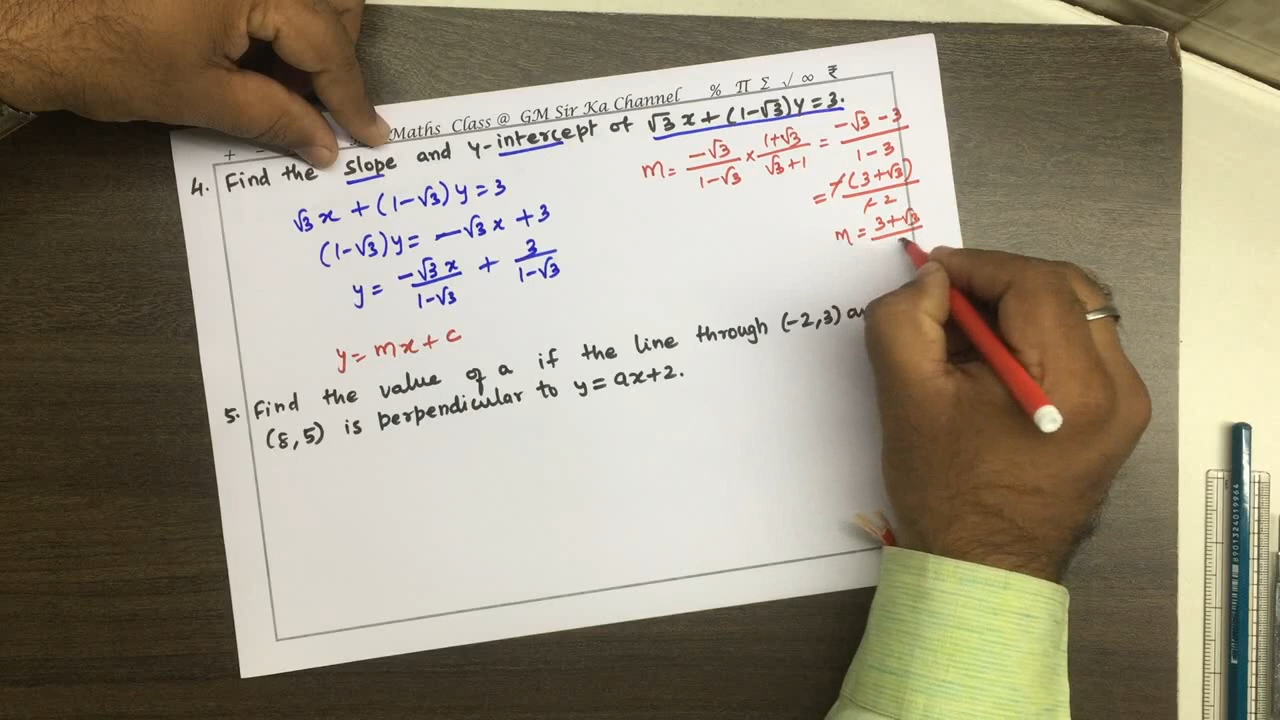 Maths Class @ GM Sir Ka Channel % Π Σ √ ∞ ₹
+
4. Find the slope and y-intercept of √3 x + (1-√3) y = 3.
√3 x + (1-√3) y = 3
(1-√3) y = -√3 x + 3
y = -√3 x / 1-√3 + 3 / 1-√3
y = mx + c
m = -√3 / 1-√3 × 1+√3 / √3+1 = -√3 - 3 / 1-3
= -(3+√3) / -2
m = 3+√3
5. Find the value of a if the line through (-2,3)
(8,5) is perpendicular to y = ax+2.
8901324019964